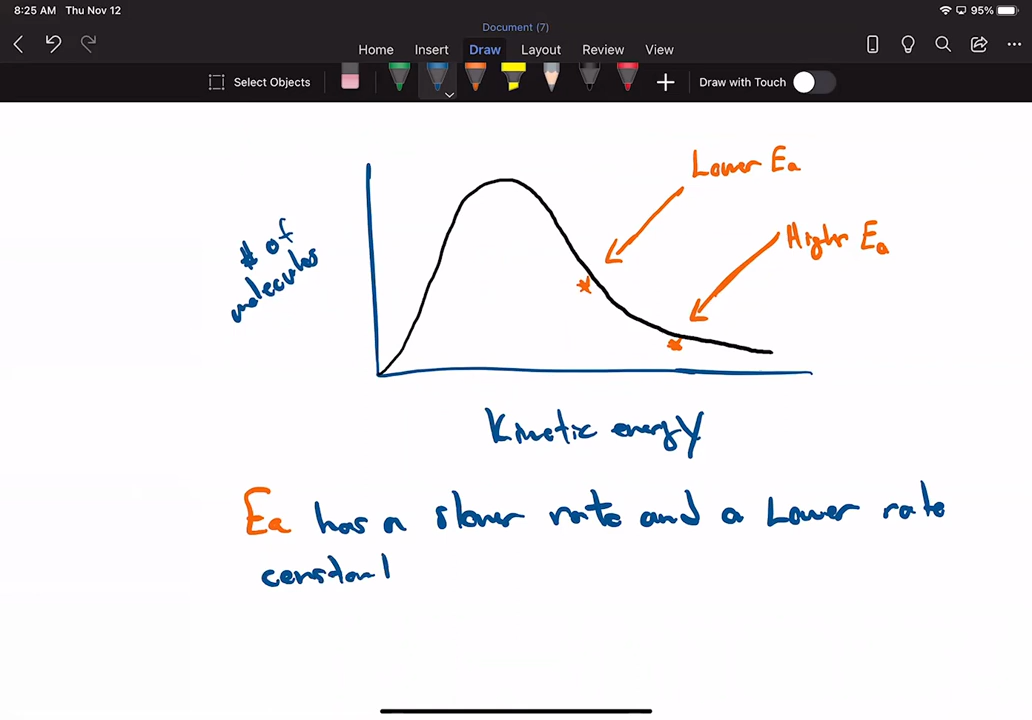 8:25 AM Thu Nov 12
95%
Document (7)
Home Insert Draw Layout Review View
Select Objects
Draw with Touch
Lower Ea
Higher Ea
# of
molecules
Kinetic energy
Ea has a slower rate and a Lower rate
constant